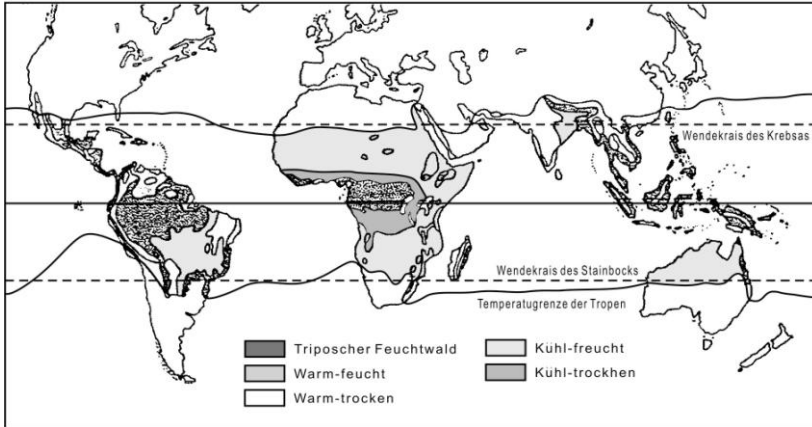 Wendekrais des Krebsas
Wendekrais des Stainbocks
Temperatugrenze der Tropen
Triposcher Feuchtwald
Warm-feucht
Warm-trocken
Kühl-freucht
Kühl-trockhen